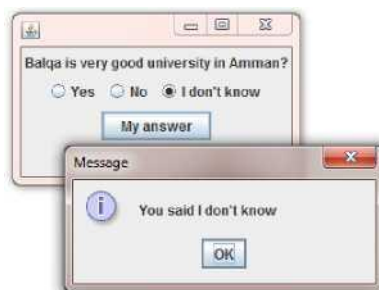 Balqa is very good university in Amman?
Yes No I don't know
My answer
Message
You said I don't know
OK